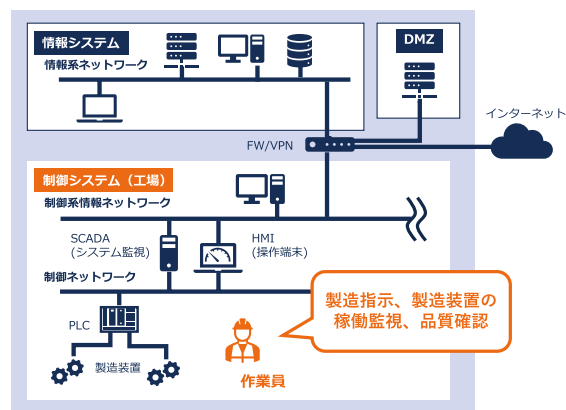 情報システム
情報系ネットワーク
DMZ
インターネット
FW/VPN
制御システム（工場）
制御系情報ネットワーク
SCADA
(システム監視)
HMI
(操作端末)
制御ネットワーク
製造指示、製造装置の
稼働監視、品質確認
PLC
製造装置
作業員